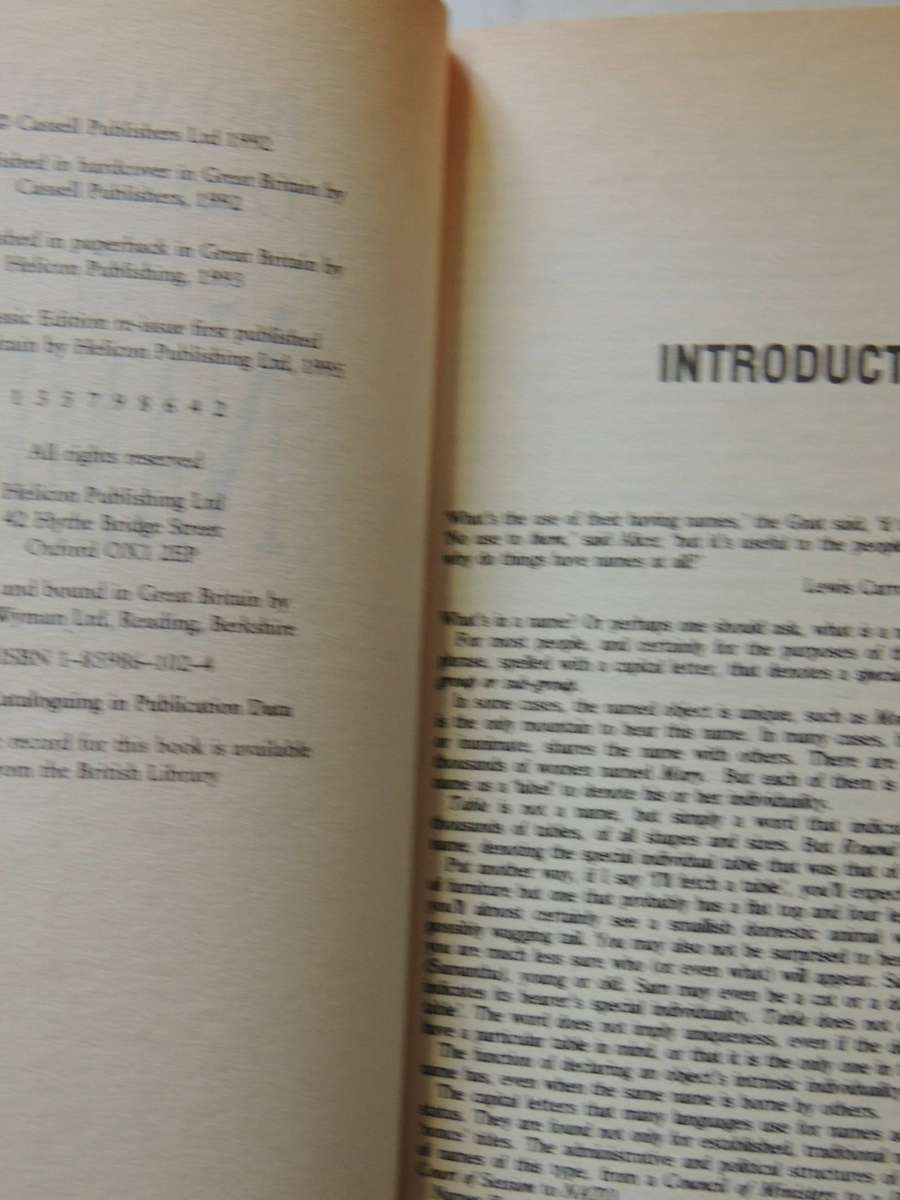 © Cassell Publishers Ltd 1992
ished in hardcover in Great Britain by
Cassell Publishers, 1992
shed in paperback in Great Britain by
Helicon Publishing, 1993
ssic Edition re-issue first published
tain by Helicon Publishing Ltd, 1995
1 3 5 7 9 8 6 4 2
All rights reserved
Helicon Publishing Ltd
42 Hythe Bridge Street
Oxford OX1 2EP
and bound in Great Britain by
Wyman Ltd, Reading, Berkshire
ISBN 1–85986–102–4
Cataloguing in Publication Data
record for this book is available
from the British Library
INTRODUCT
'What's the use of their having names,' the Gnat said, 'if
'No use to them,' said Alice, 'but it's useful to the people
why do things have names at all?'
Lewis Carr
What's in a name? Or perhaps one should ask, what is a
For most people, and certainly for the purposes of
phrase, spelled with a capital letter, that denotes a
group or sub-group.
In some cases, the named object is unique, such as
is the only mountain to bear this name. In many cases,
or inanimate, shares the name with others. There are
thousands of women named Mary. But each of them is
name as a 'label' to denote his or her individuality.
Table is not a name, but simply a word that
thousands of tables, of all shapes and sizes. But Round
name, denoting the special individual table that was that of
Put another way, if I say 'I'll fetch a table', you'll expect
of furniture but one that probably has a flat top and four
you'll almost certainly see a smallish domestic animal
possibly wagging tail. You may also not be surprised to
you are much less sure who (or even what) will appear.
(Samantha), young or old. Sam may even be a cat or a
indicates its bearer's special individuality. Table does not
table'. The word does not imply uniqueness, even if the
have a particular table in mind, or that it is the only one in
The function of declaring an object's intrinsic individuality
name has, even when the same name is borne by others.
The capital letters that many languages use for names
status. They are found not only for established, traditional
titles. The administrative and political structures of
of names of this type, from a Council of
Court of Session to NATO